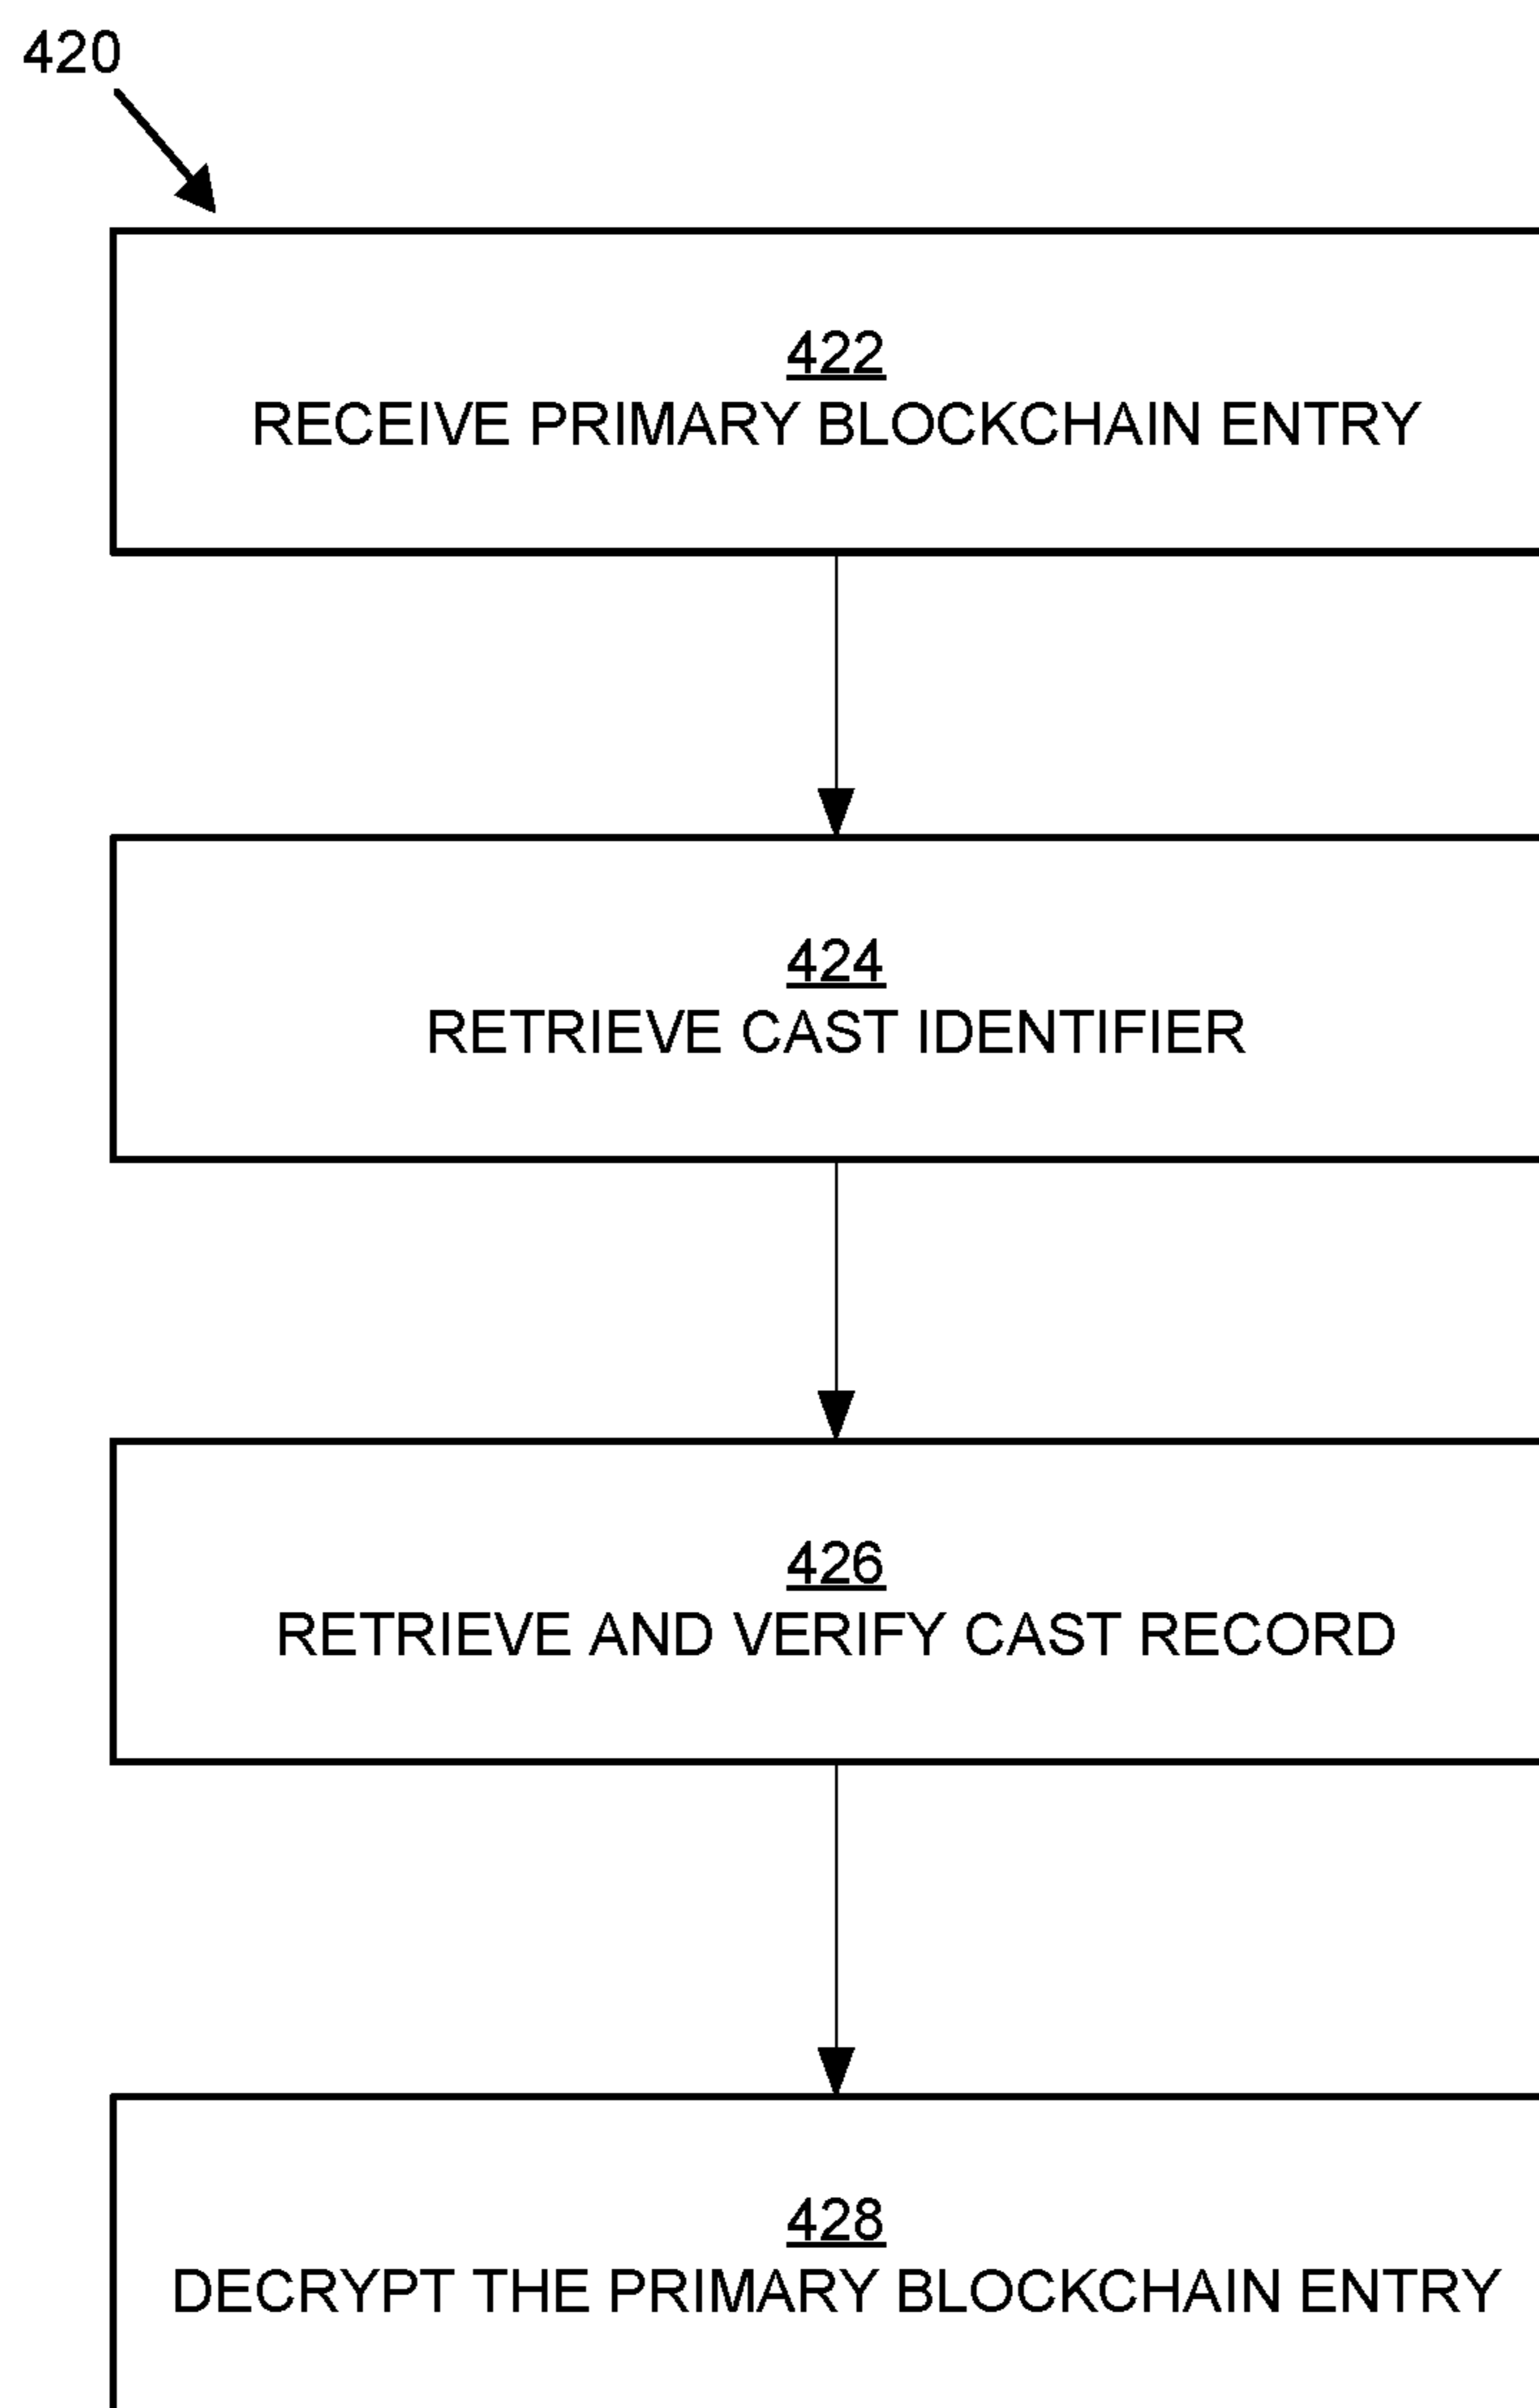 420
422
RECEIVE PRIMARY BLOCKCHAIN ENTRY
424
RETRIEVE CAST IDENTIFIER
426
RETRIEVE AND VERIFY CAST RECORD
428
DECRYPT THE PRIMARY BLOCKCHAIN ENTRY